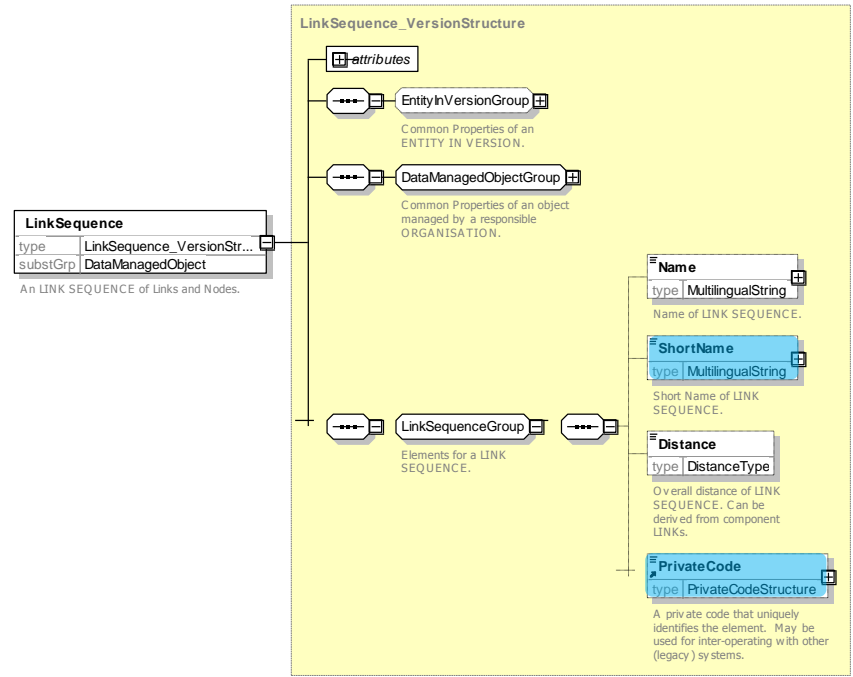 LinkSequence_VersionStructure
attributes
EntityInVersionGroup
Common Properties of an
ENTITY IN VERSION.
DataManagedObjectGroup
Common Properties of an object
managed by a responsible
ORGANISATION.
LinkSequence
type LinkSequence_VersionStr...
substGrp DataManagedObject
An LINK SEQUENCE of Links and Nodes.
Name
type MultilingualString
Name of LINK SEQUENCE.
ShortName
type MultilingualString
Short Name of LINK
SEQUENCE.
LinkSequenceGroup
Elements for a LINK
SEQUENCE.
Distance
type DistanceType
Overall distance of LINK
SEQUENCE. Can be
derived from component
LINKs.
PrivateCode
type PrivateCodeStructure
A private code that uniquely
identifies the element. May be
used for inter-operating with other
(legacy) systems.